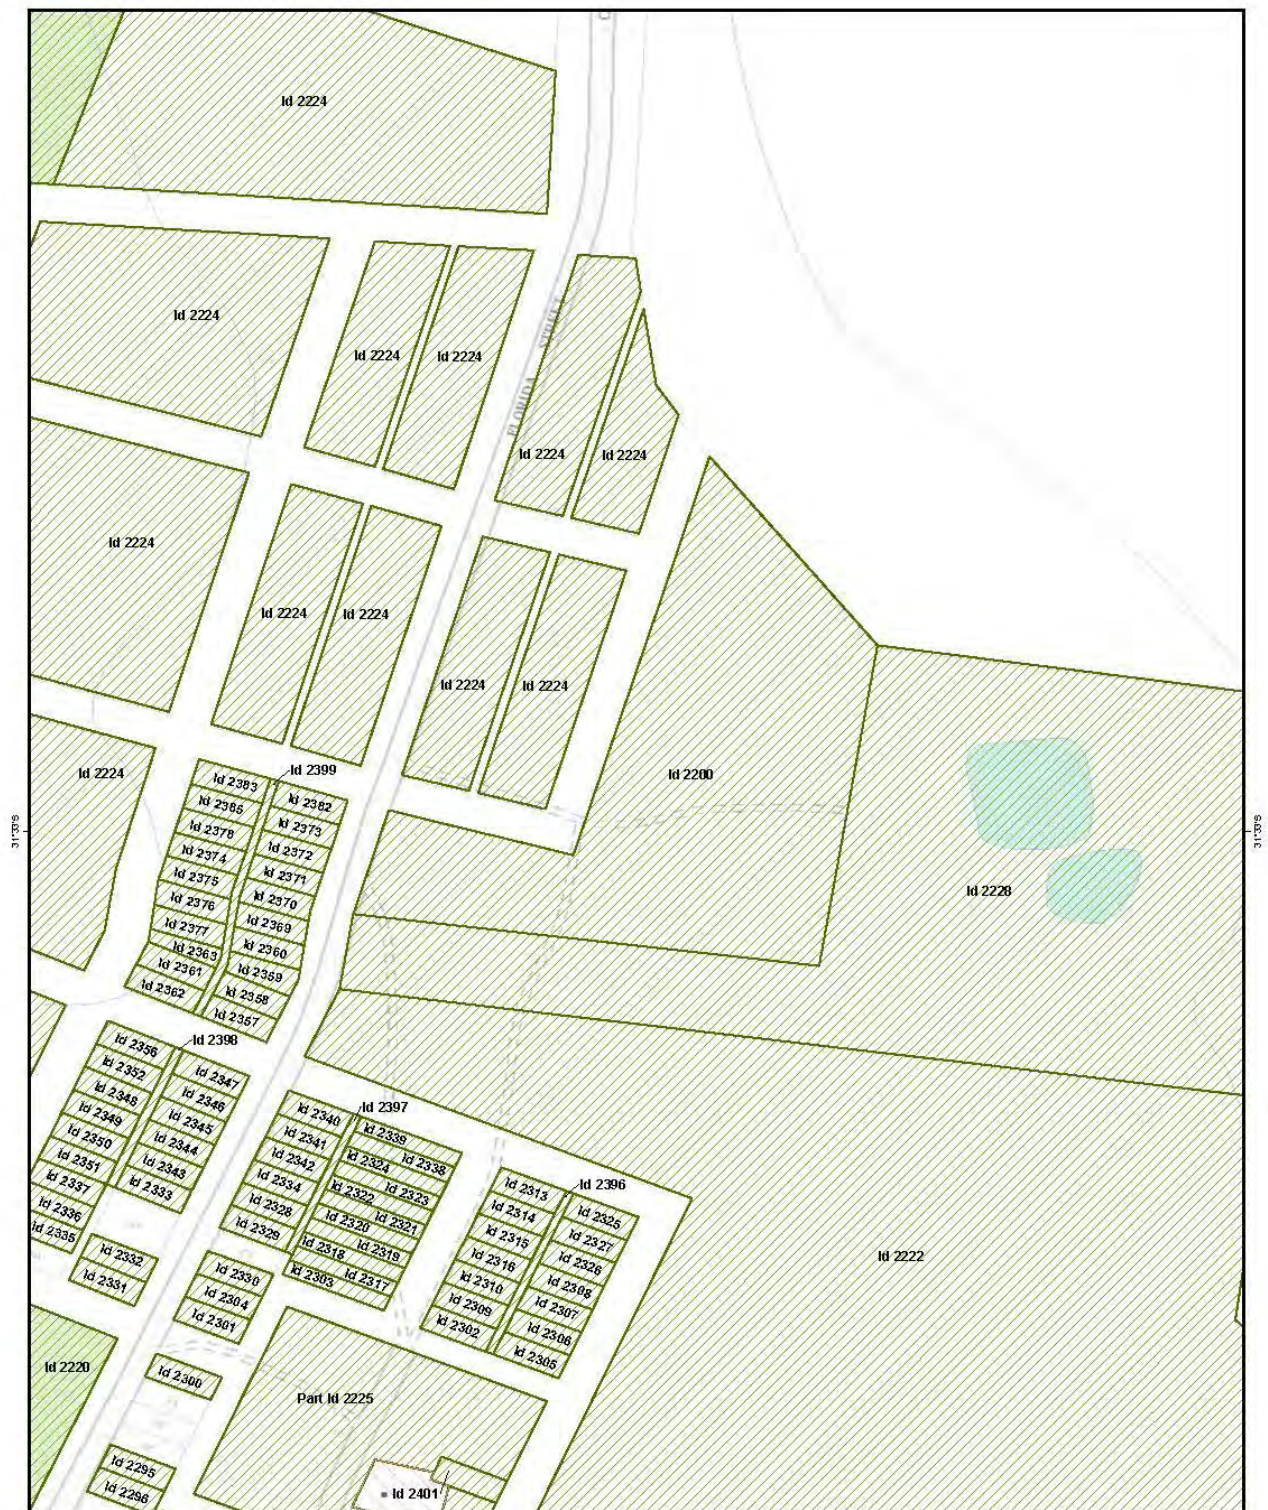 Id 2224
Id 2224
Id 2224
Id 2224
FLORIDA STREET
Id 2224
Id 2224
Id 2224
Id 2224
Id 2224
Id 2224
Id 2224
Id 2224
Id 2200
Id 2399
Id 2383
Id 2382
Id 2385
Id 2373
Id 2378
Id 2372
Id 2374
Id 2371
Id 2375
Id 2370
Id 2376
Id 2369
Id 2377
Id 2360
Id 2363
Id 2359
Id 2361
Id 2358
Id 2362
Id 2357
31°33'S
31°33'S
Id 2228
Id 2398
Id 2356
Id 2347
Id 2352
Id 2346
Id 2348
Id 2345
Id 2349
Id 2344
Id 2350
Id 2343
Id 2351
Id 2333
Id 2337
Id 2336
Id 2335
Id 2332
Id 2331
Id 2397
Id 2340
Id 2339
Id 2341
Id 2338
Id 2342
Id 2324
Id 2334
Id 2323
Id 2322
Id 2328
Id 2321
Id 2320
Id 2329
Id 2319
Id 2318
Id 2317
Id 2303
Id 2330
Id 2304
Id 2301
Id 2396
Id 2313
Id 2325
Id 2314
Id 2327
Id 2315
Id 2326
Id 2316
Id 2308
Id 2310
Id 2307
Id 2309
Id 2306
Id 2302
Id 2305
Id 2222
Id 2220
Id 2300
Part Id 2225
Id 2295
Id 2296
Id 2401